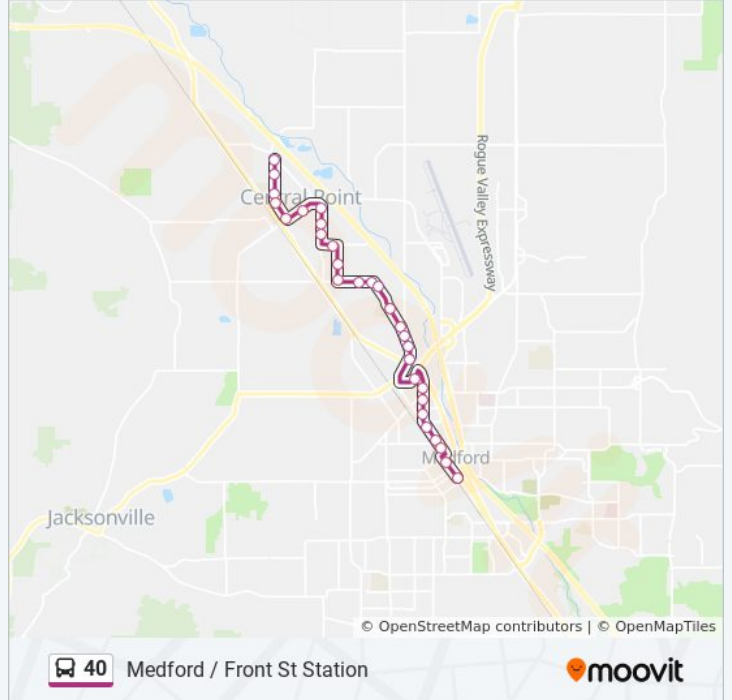 Rogue Valley Expressway
Central Point
Medford
Jacksonville
© OpenStreetMap contributors | © OpenMapTiles
40 Medford / Front St Station
moovit